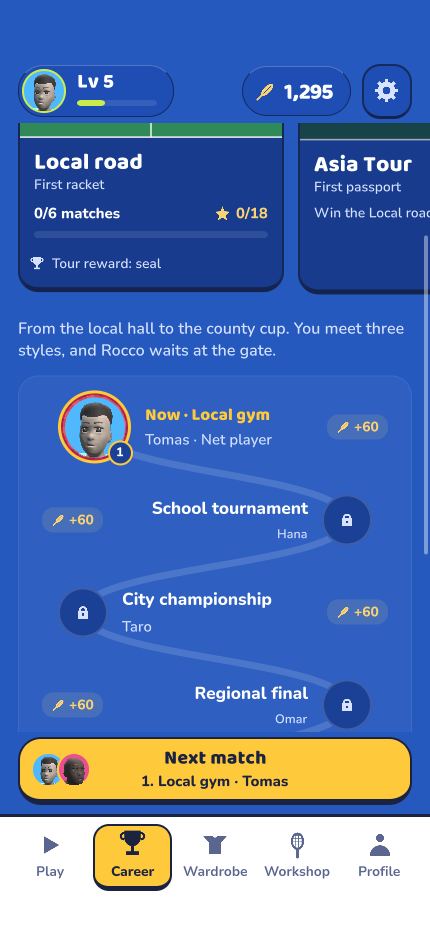 Lv 5
1,295
Local road
First racket
0/6 matches
0/18
Tour reward: seal
Asia Tour
First passport
Win the Local road
From the local hall to the county cup. You meet three
styles, and Rocco waits at the gate.
Now · Local gym
Tomas · Net player
+60
1
School tournament
Hana
+60
City championship
Taro
+60
Regional final
Omar
+60
Next match
1. Local gym · Tomas
Play
Career
Wardrobe
Workshop
Profile